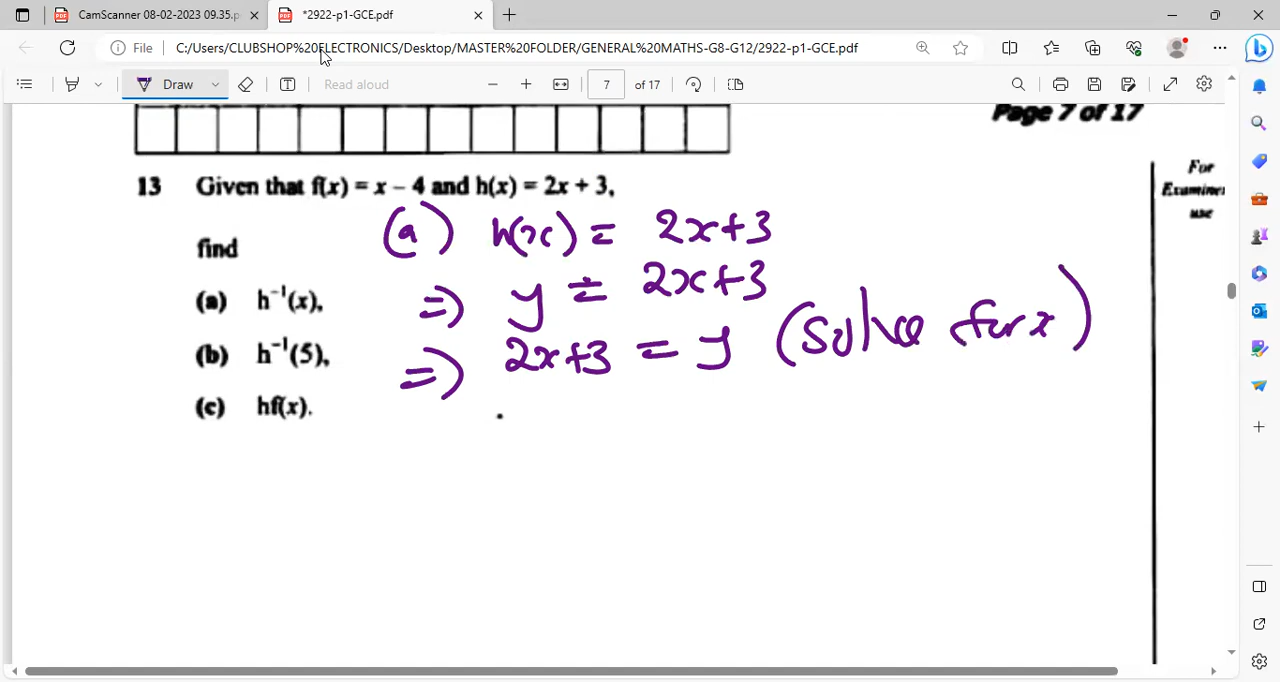 CamScanner 08-02-2023 09.35.p
*2922-p1-GCE.pdf
File C:/Users/CLUBSHOP%20ELECTRONICS/Desktop/MASTER%20FOLDER/GENERAL%20MATHS-G8-G12/2922-p1-GCE.pdf
Draw Read aloud 7 of 17
Page 7 of 17
For
Examiner
use
13 Given that f(x) = x – 4 and h(x) = 2x + 3,
find
(a) h⁻¹(x),
(b) h⁻¹(5),
(c) hf(x).
(a) h(x) = 2x+3
=) y = 2x+3
=) 2x+3 = y (Solve for x)